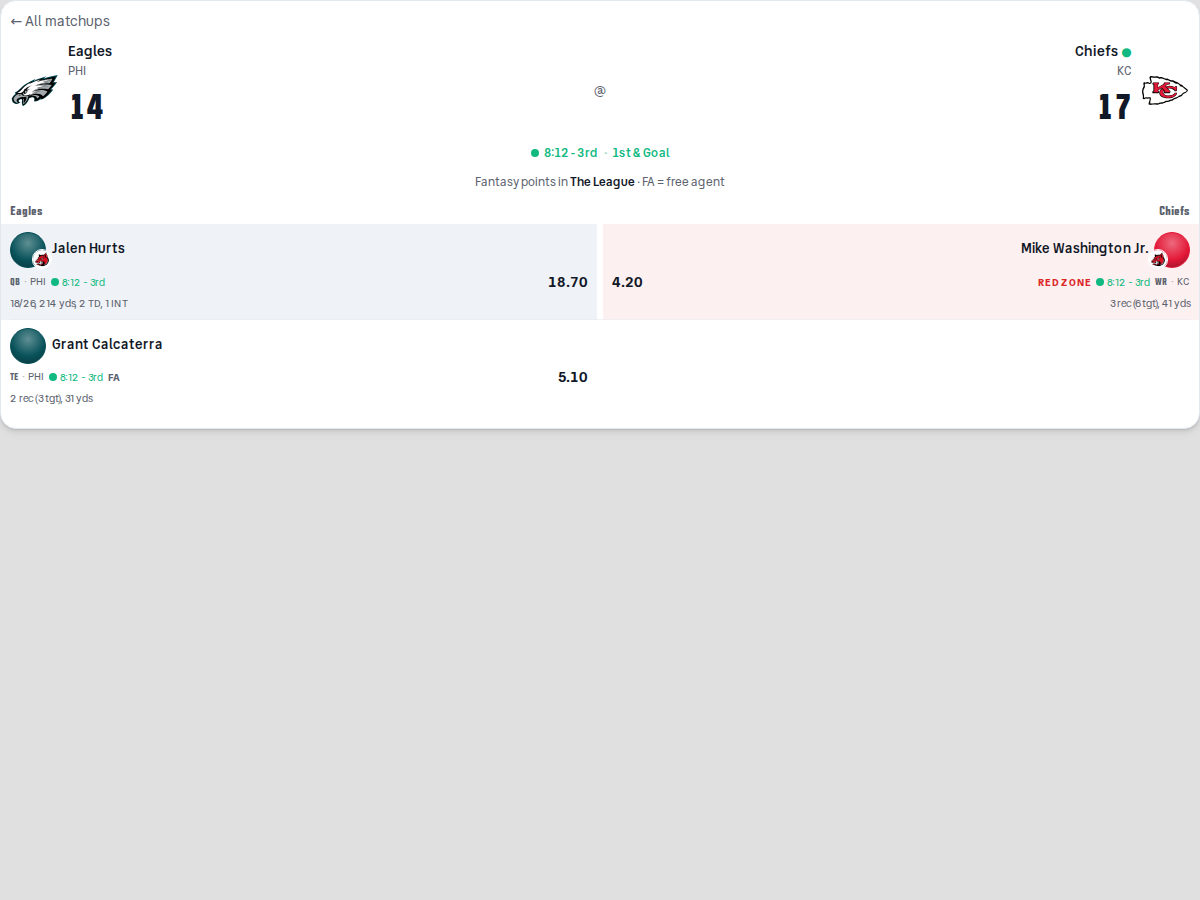 ← All matchups
Eagles
PHI
14
@
Chiefs
KC
17
KC
8:12 - 3rd · 1st & Goal
Fantasy points in The League · FA = free agent
Eagles
Chiefs
Jalen Hurts
QB · PHI 8:12 - 3rd
18/26, 214 yds, 2 TD, 1 INT
18.70
4.20
Mike Washington Jr.
RED ZONE 8:12 - 3rd WR · KC
3 rec (6 tgt), 41 yds
Grant Calcaterra
TE · PHI 8:12 - 3rd FA
2 rec (3 tgt), 31 yds
5.10